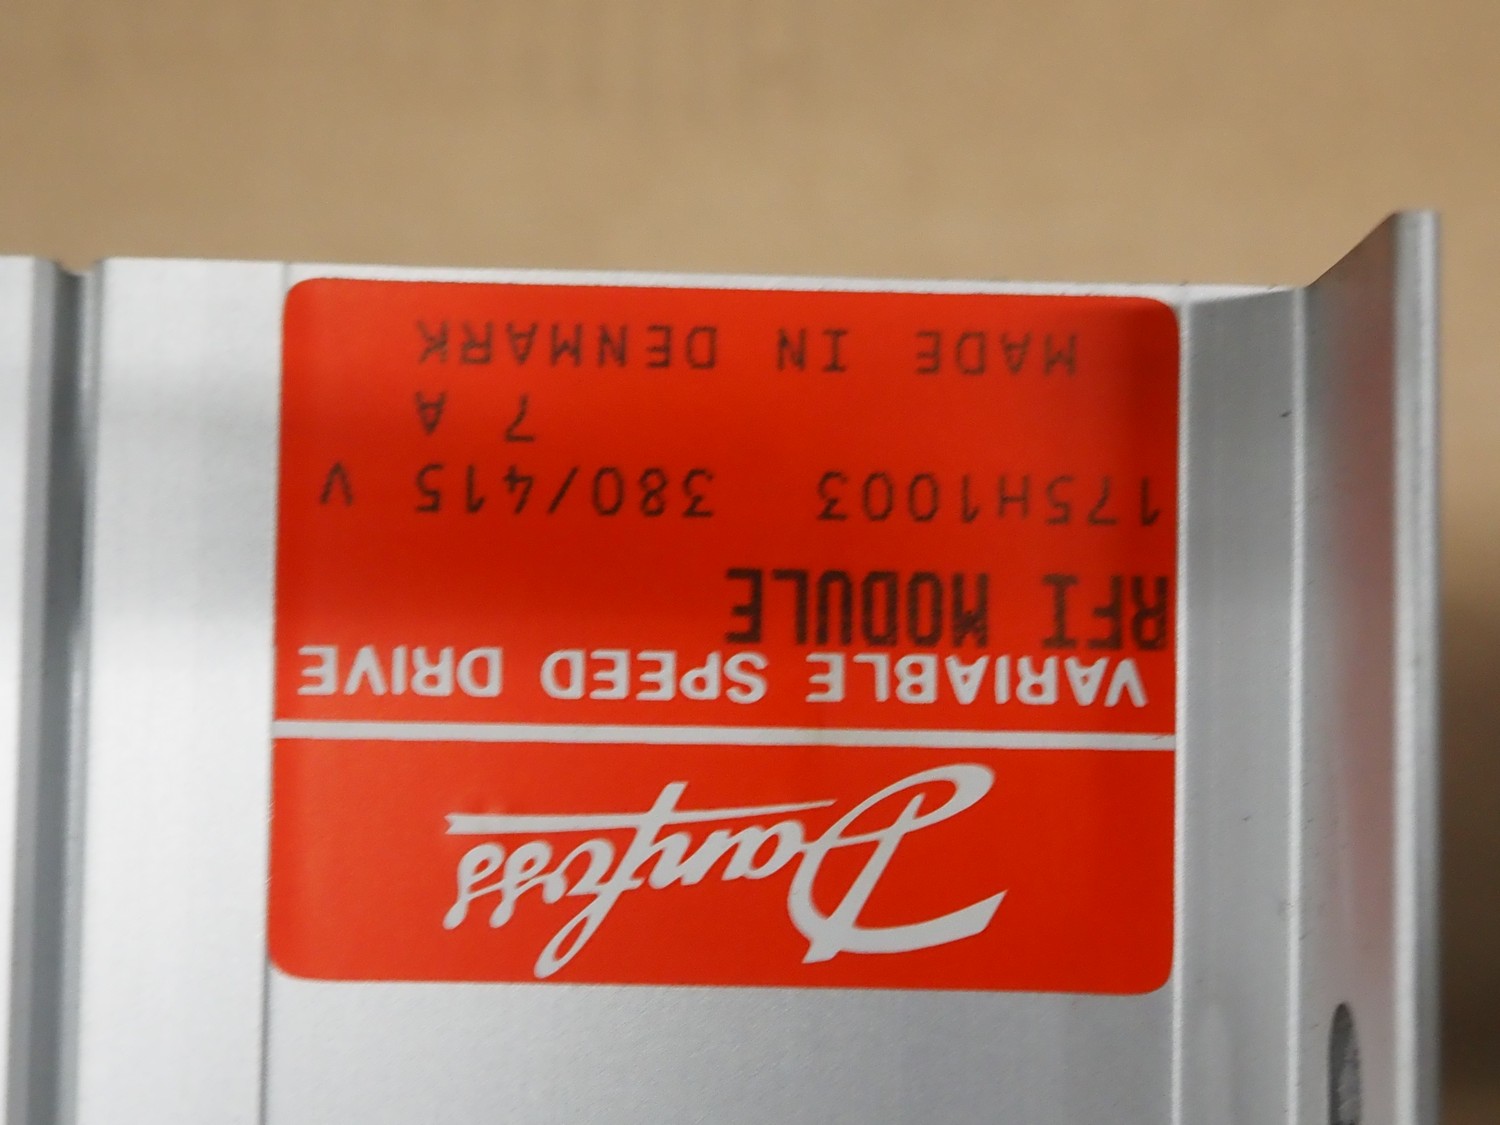 Danfoss
VARIABLE SPEED DRIVE
RFI MODULE
175H1003 380/415 V
7 A
MADE IN DENMARK